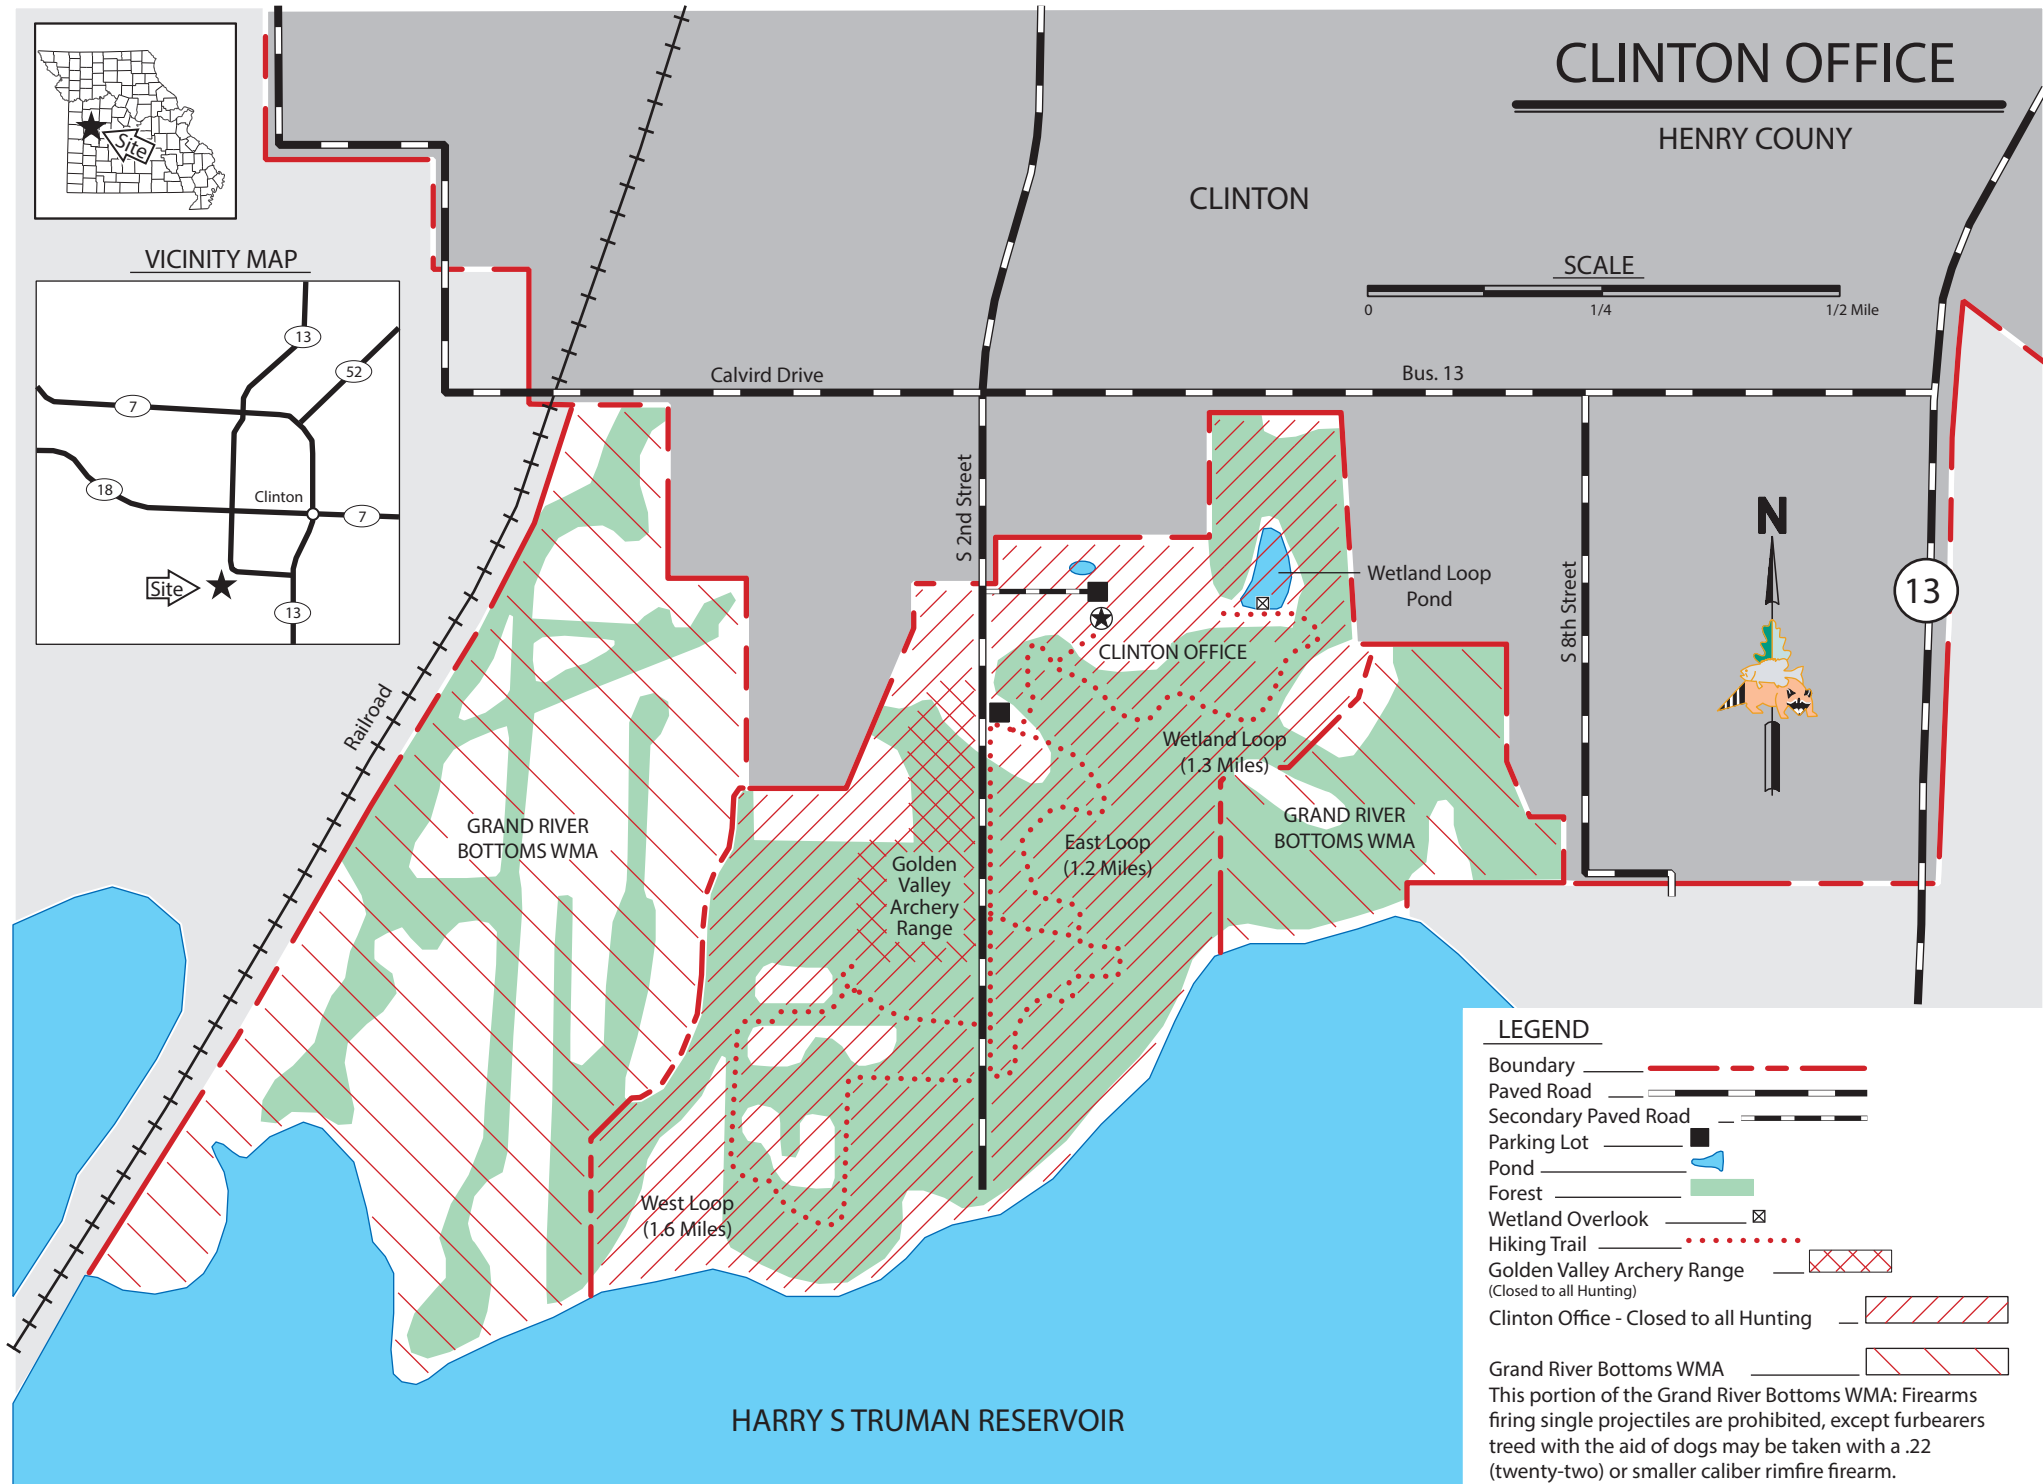 CLINTON OFFICE
HENRY COUNY
Site
VICINITY MAP
13
52
7
18
Clinton
7
Site
13
CLINTON
SCALE
0
1/4
1/2 Mile
Calvird Drive
Bus. 13
S 2nd Street
S 8th Street
Railroad
N
13
Wetland Loop
Pond
CLINTON OFFICE
Wetland Loop
(1.3 Miles)
GRAND RIVER
BOTTOMS WMA
GRAND RIVER
BOTTOMS WMA
East Loop
(1.2 Miles)
Golden
Valley
Archery
Range
West Loop
(1.6 Miles)
HARRY S TRUMAN RESERVOIR
LEGEND
Boundary
Paved Road
Secondary Paved Road
Parking Lot
Pond
Forest
Wetland Overlook
Hiking Trail
Golden Valley Archery Range
(Closed to all Hunting)
Clinton Office - Closed to all Hunting
Grand River Bottoms WMA
This portion of the Grand River Bottoms WMA: Firearms
firing single projectiles are prohibited, except furbearers
treed with the aid of dogs may be taken with a .22
(twenty-two) or smaller caliber rimfire firearm.